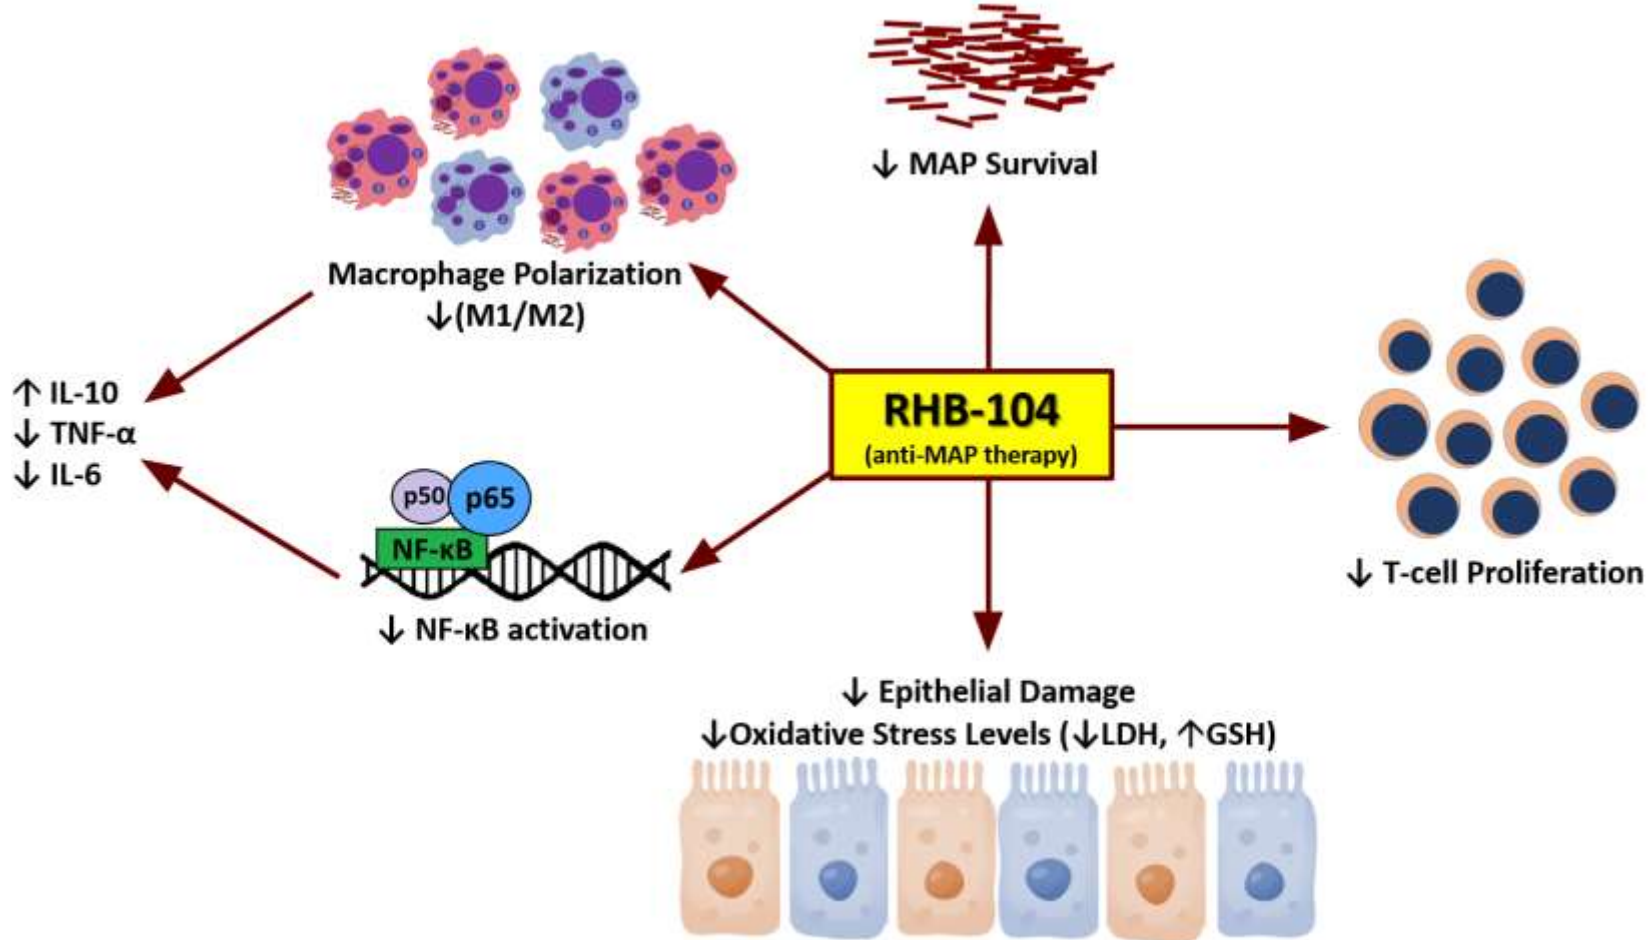 ↓ MAP Survival
Macrophage Polarization
↓(M1/M2)
↑ IL-10
↓ TNF-α
↓ IL-6
RHB-104
(anti-MAP therapy)
p50
p65
NF-κB
↓ NF-κB activation
↓ T-cell Proliferation
↓ Epithelial Damage
↓Oxidative Stress Levels (↓LDH, ↑GSH)